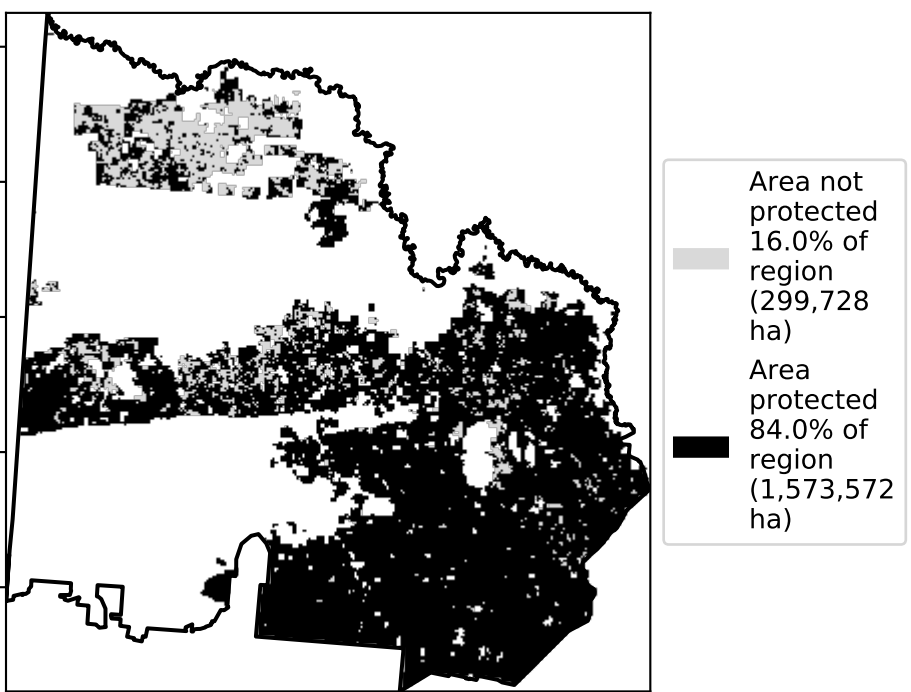 Area not
protected
16.0% of
region
(299,728
ha)
Area
protected
84.0% of
region
(1,573,572
ha)